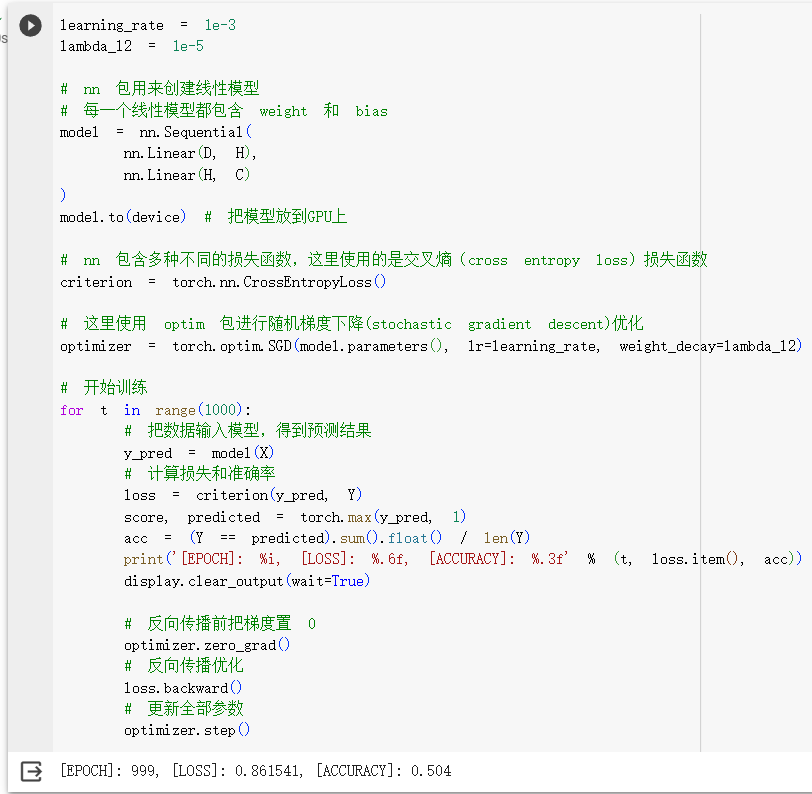 learning_rate = 1e-3
lambda_l2 = 1e-5
# nn 包用来创建线性模型
# 每一个线性模型都包含 weight 和 bias
model = nn.Sequential(
nn.Linear(D, H),
nn.Linear(H, C)
)
model.to(device) # 把模型放到GPU上
# nn 包含多种不同的损失函数，这里使用的是交叉熵（cross entropy loss）损失函数
criterion = torch.nn.CrossEntropyLoss()
# 这里使用 optim 包进行随机梯度下降(stochastic gradient descent)优化
optimizer = torch.optim.SGD(model.parameters(), lr=learning_rate, weight_decay=lambda_l2)
# 开始训练
for t in range(1000):
# 把数据输入模型，得到预测结果
y_pred = model(X)
# 计算损失和准确率
loss = criterion(y_pred, Y)
score, predicted = torch.max(y_pred, 1)
acc = (Y == predicted).sum().float() / len(Y)
print('[EPOCH]: %i, [LOSS]: %.6f, [ACCURACY]: %.3f' % (t, loss.item(), acc))
display.clear_output(wait=True)
# 反向传播前把梯度置 0
optimizer.zero_grad()
# 反向传播优化
loss.backward()
# 更新全部参数
optimizer.step()
[EPOCH]: 999, [LOSS]: 0.861541, [ACCURACY]: 0.504